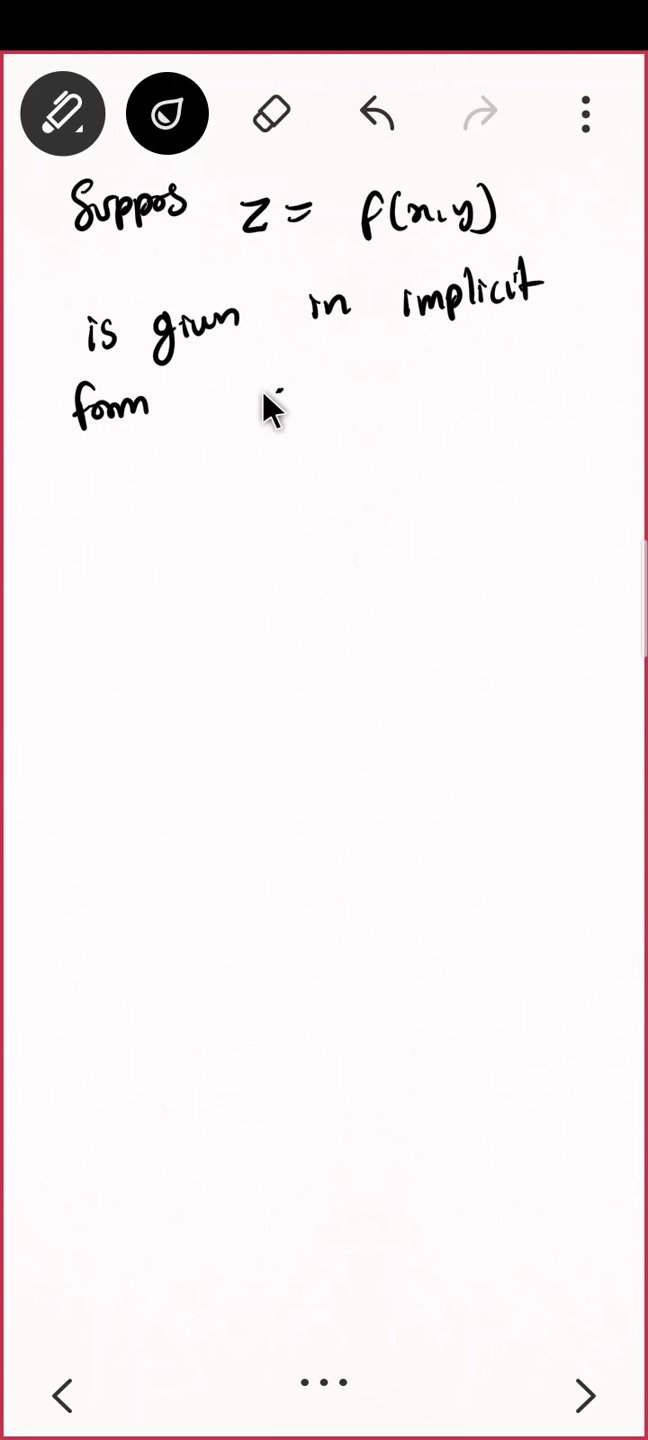 Suppos z = f(x,y)
is given in implicit
form